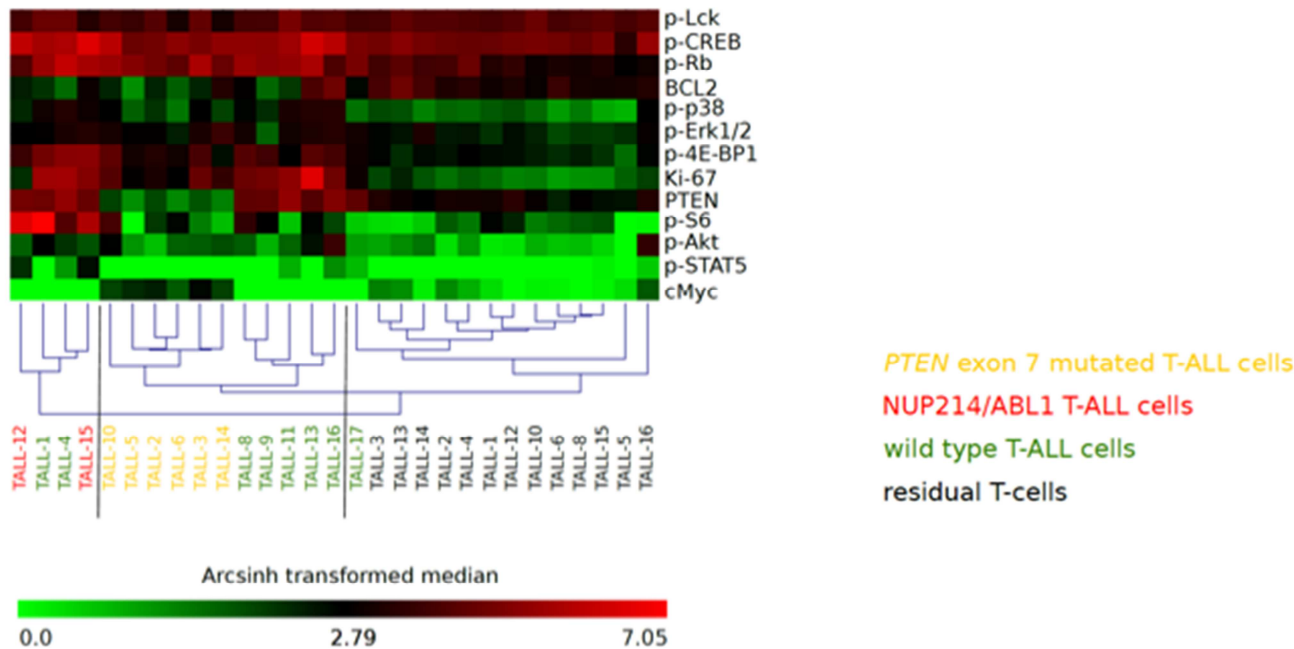 p-Lck
p-CREB
p-Rb
BCL2
p-p38
p-Erk1/2
p-4E-BP1
Ki-67
PTEN
p-S6
p-Akt
p-STAT5
cMyc
PTEN exon 7 mutated T-ALL cells
NUP214/ABL1 T-ALL cells
wild type T-ALL cells
residual T-cells
TALL-12
TALL-1
TALL-4
TALL-15
TALL-10
TALL-5
TALL-2
TALL-6
TALL-3
TALL-14
TALL-8
TALL-9
TALL-11
TALL-13
TALL-16
TALL-17
TALL-3
TALL-13
TALL-14
TALL-2
TALL-4
TALL-1
TALL-12
TALL-10
TALL-6
TALL-8
TALL-15
TALL-5
TALL-16
Arcsinh transformed median
0.0 2.79 7.05